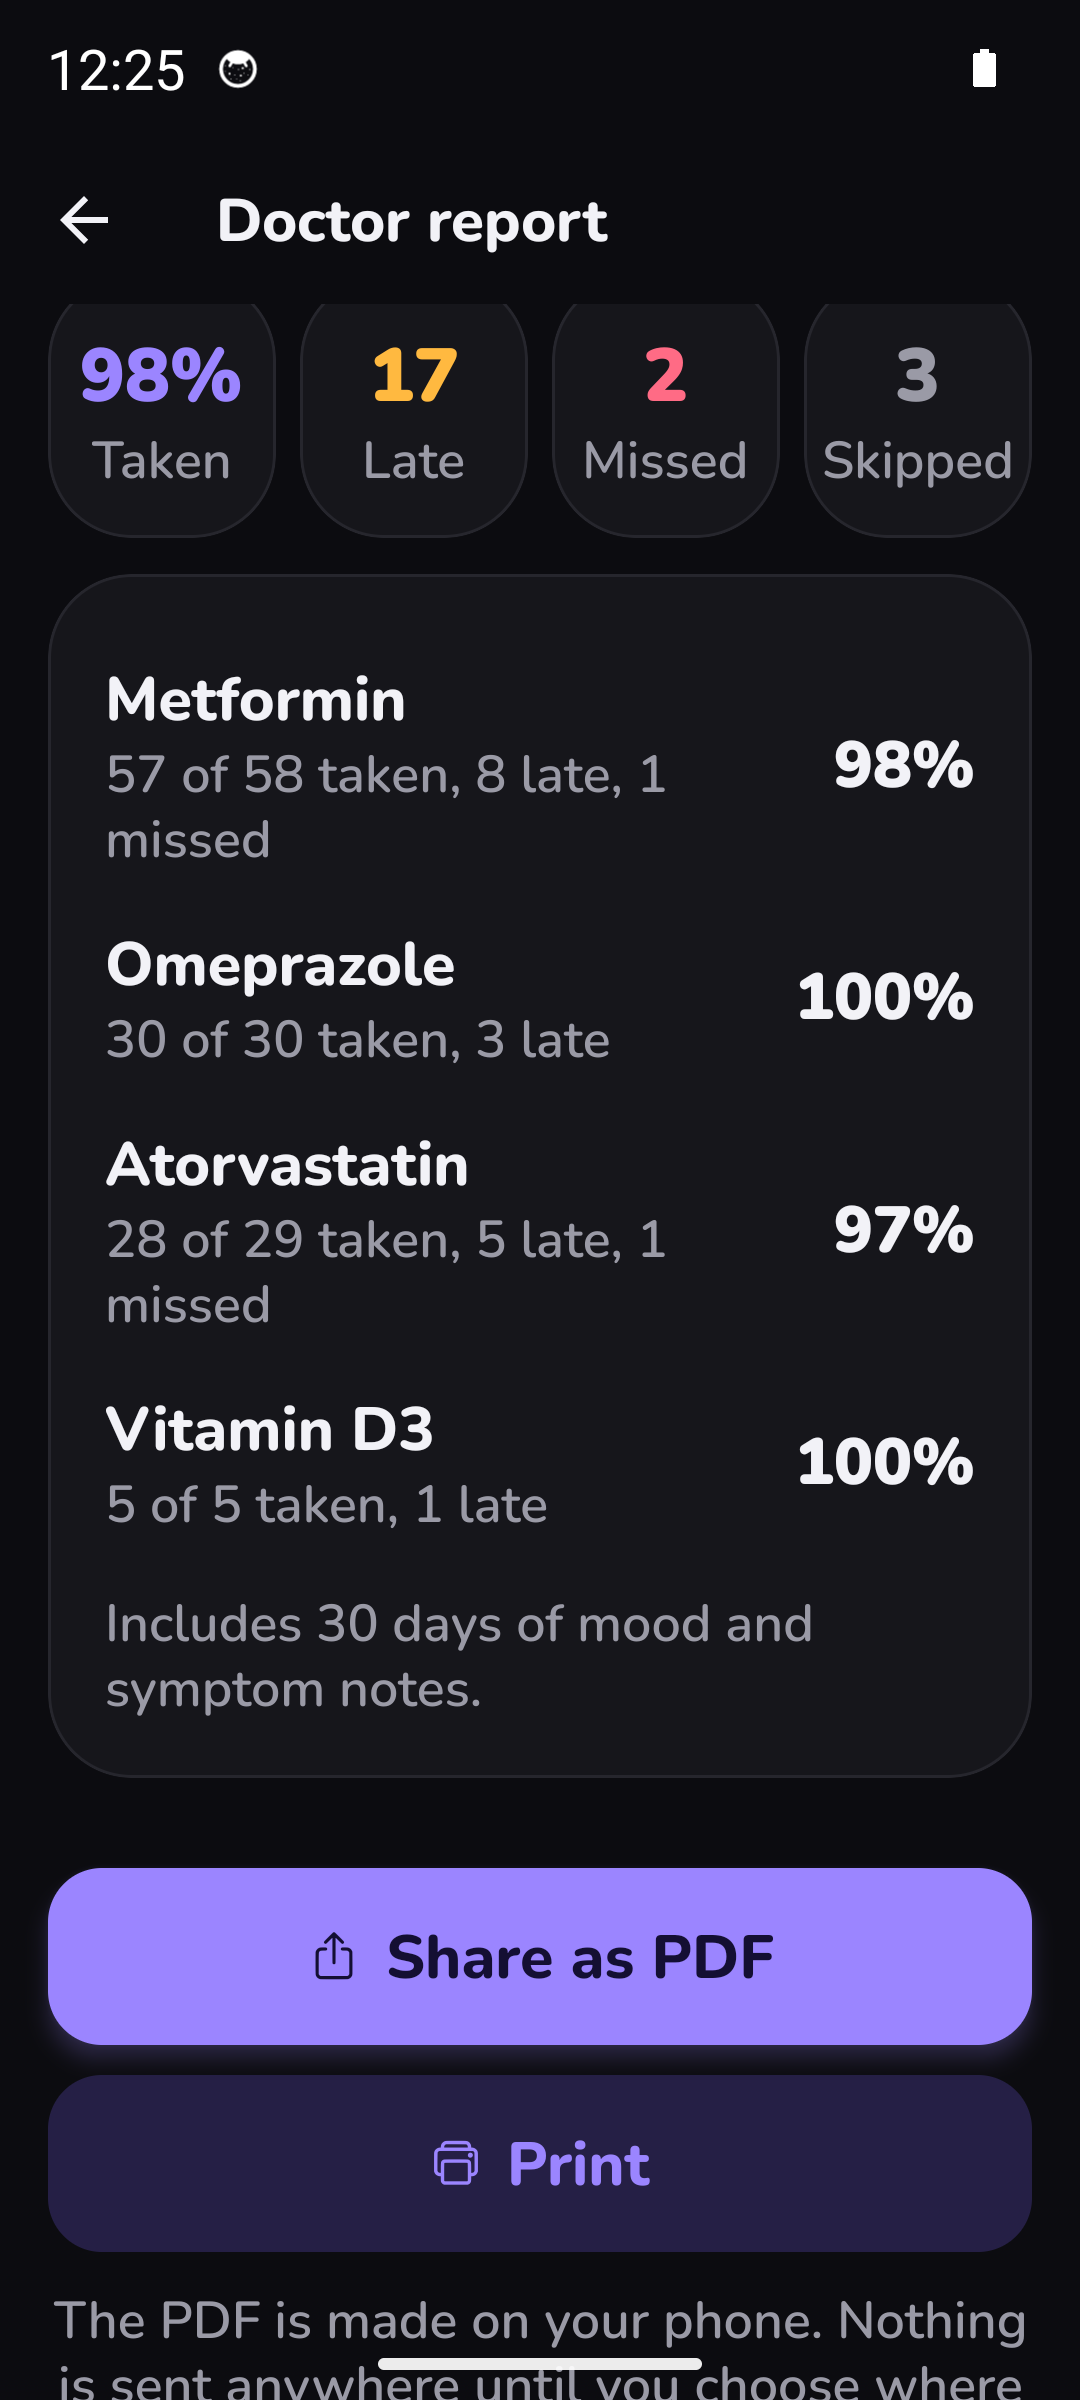 12:25
Doctor report
98% 17 2 3
Taken Late Missed Skipped
Metformin
57 of 58 taken, 8 late, 1
missed
98%
Omeprazole
30 of 30 taken, 3 late
100%
Atorvastatin
28 of 29 taken, 5 late, 1
missed
97%
Vitamin D3
5 of 5 taken, 1 late
100%
Includes 30 days of mood and
symptom notes.
Share as PDF
Print
The PDF is made on your phone. Nothing
is sent anywhere until you choose where